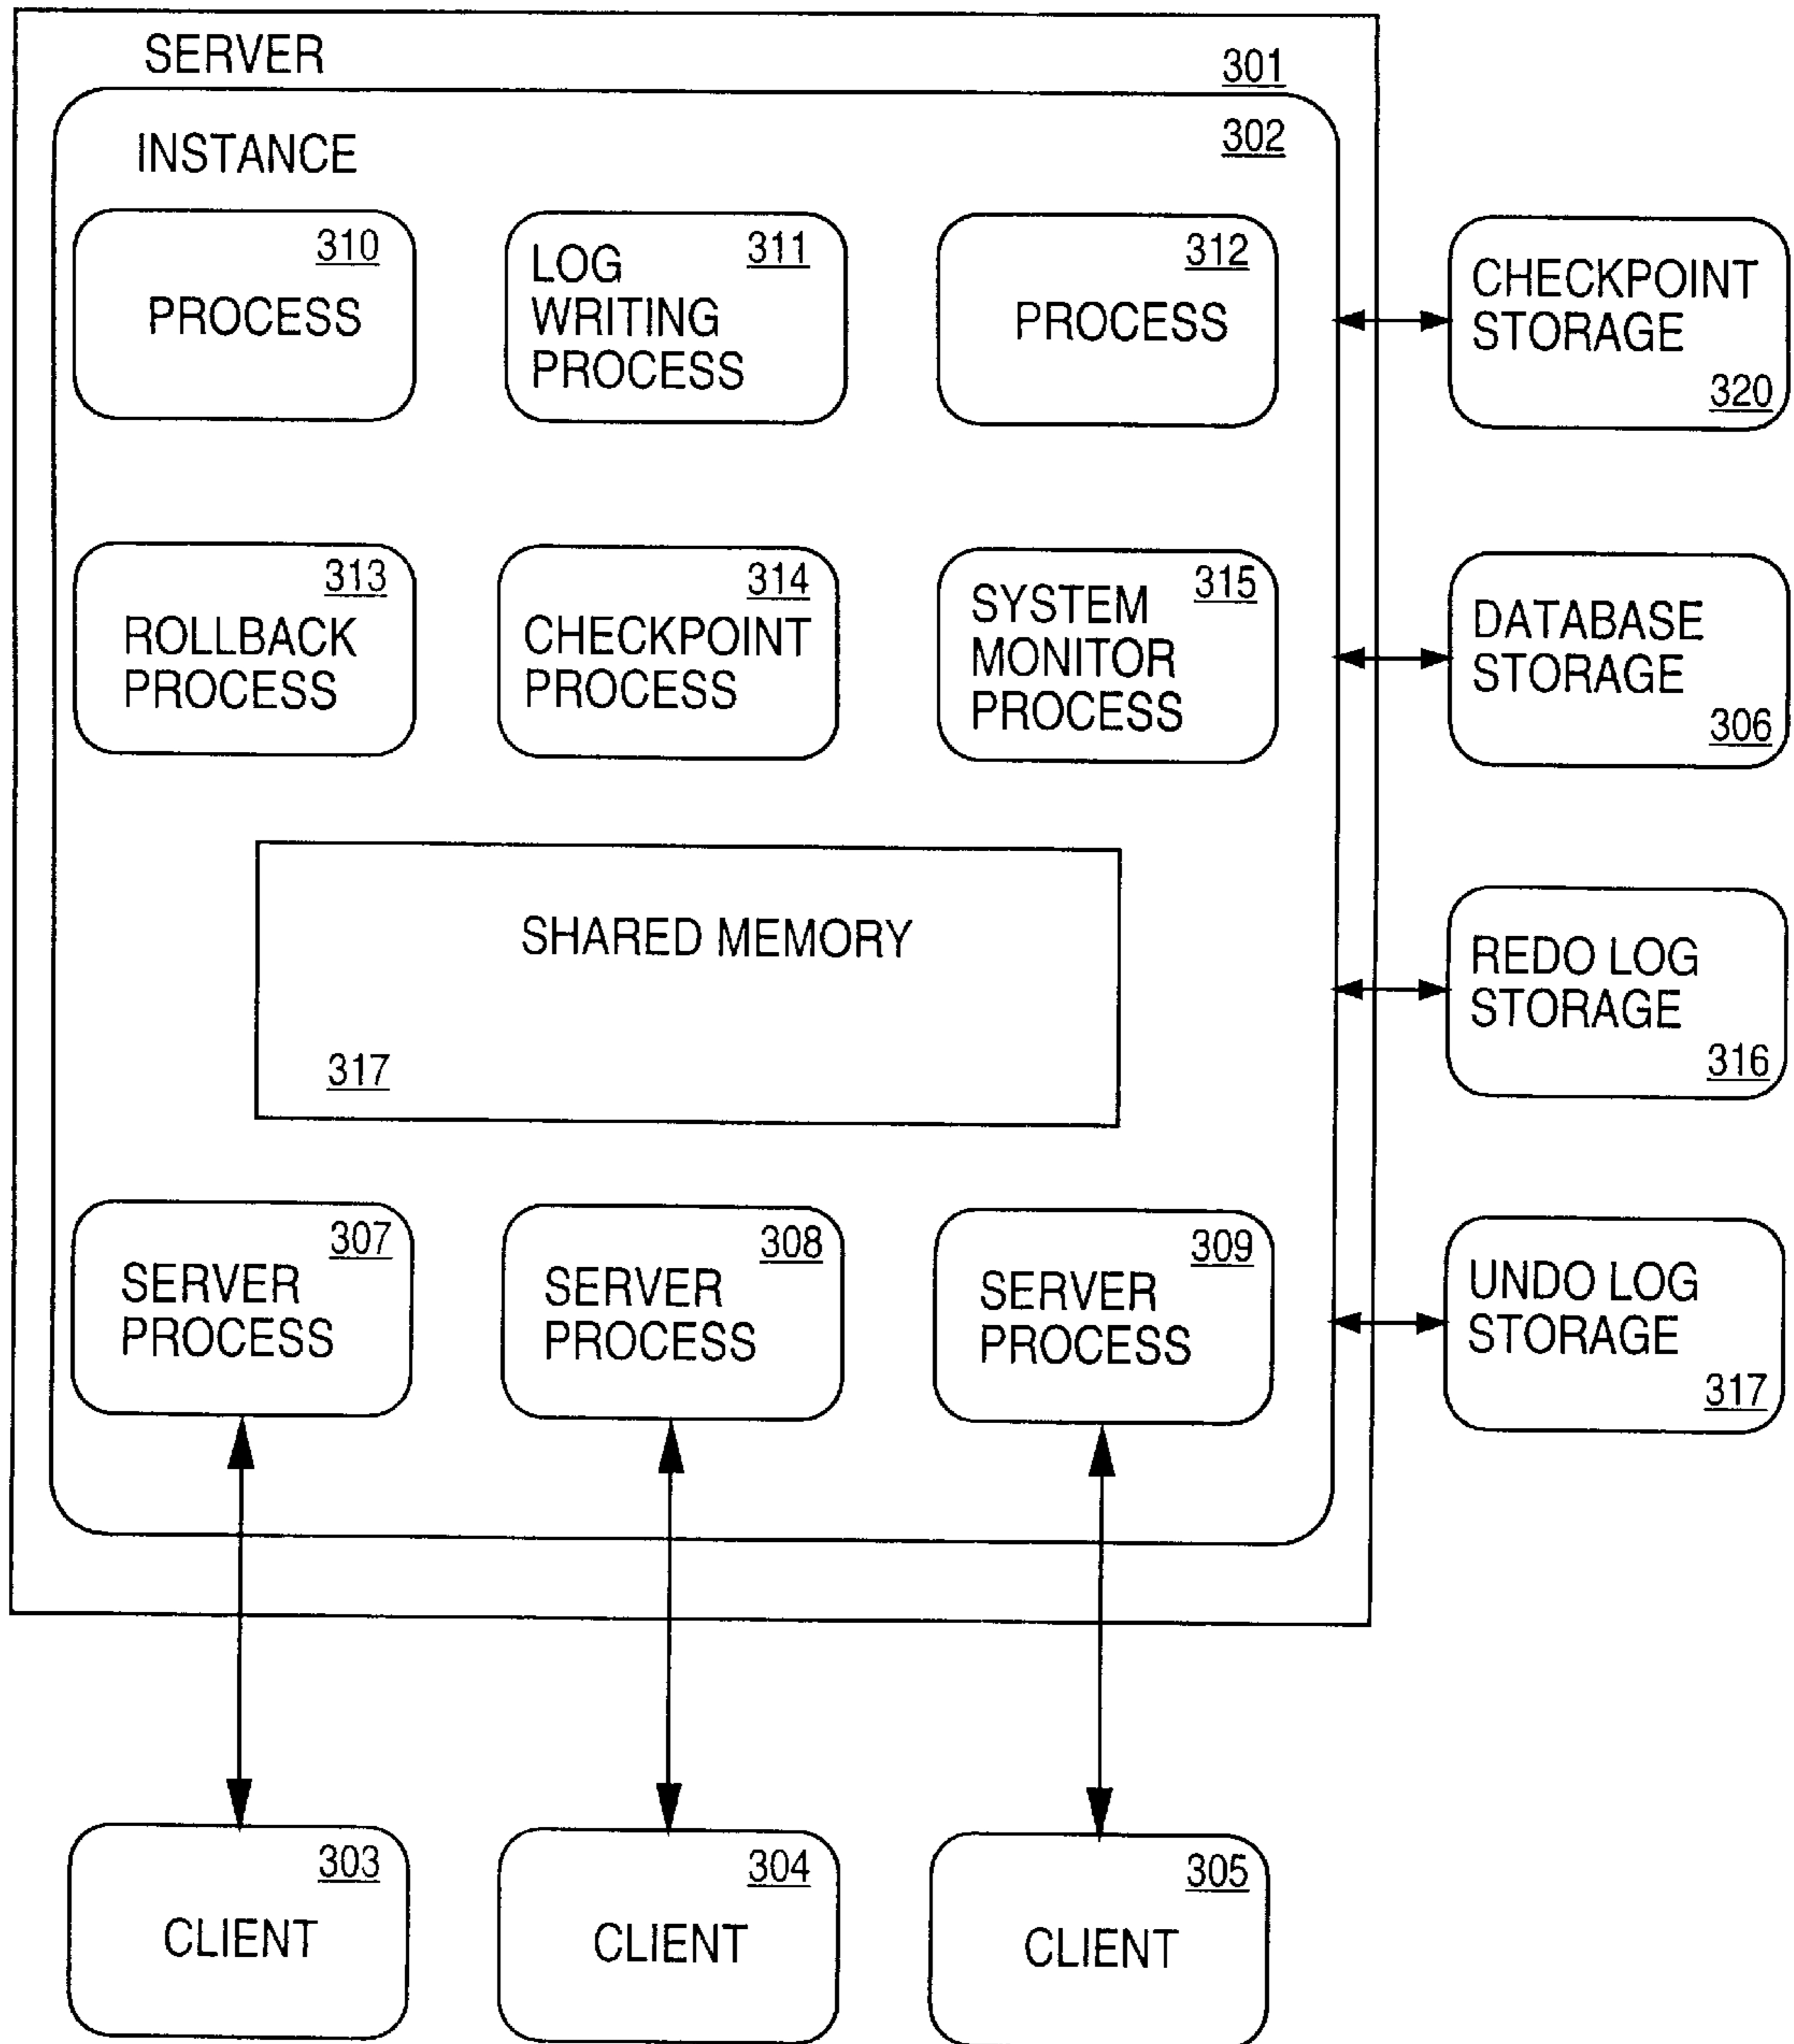 SERVER
301
INSTANCE
302
310
PROCESS
311
LOG
WRITING
PROCESS
312
PROCESS
CHECKPOINT
STORAGE
320
313
ROLLBACK
PROCESS
314
CHECKPOINT
PROCESS
315
SYSTEM
MONITOR
PROCESS
DATABASE
STORAGE
306
SHARED MEMORY
317
REDO LOG
STORAGE
316
307
SERVER
PROCESS
308
SERVER
PROCESS
309
SERVER
PROCESS
UNDO LOG
STORAGE
317
303
CLIENT
304
CLIENT
305
CLIENT